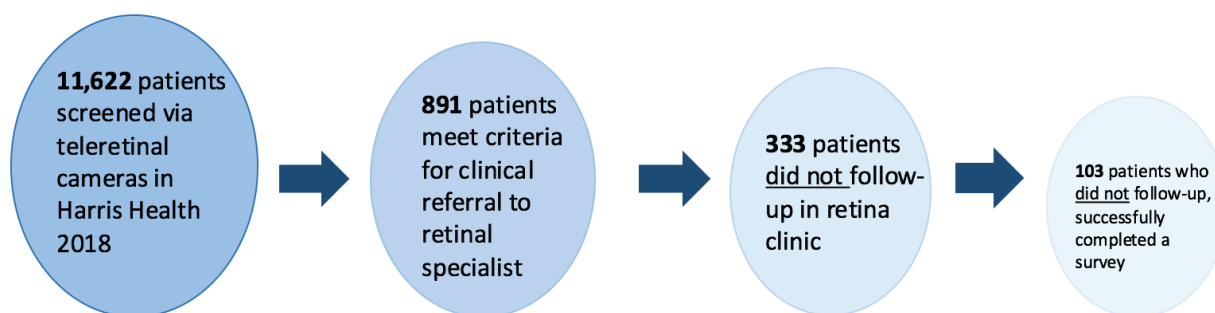 11,622 patients
screened via
teleretinal
cameras in
Harris Health
2018
891 patients
meet criteria
for clinical
referral to
retinal
specialist
333 patients
did not follow-
up in retina
clinic
103 patients who
did not follow-up,
successfully
completed a
survey